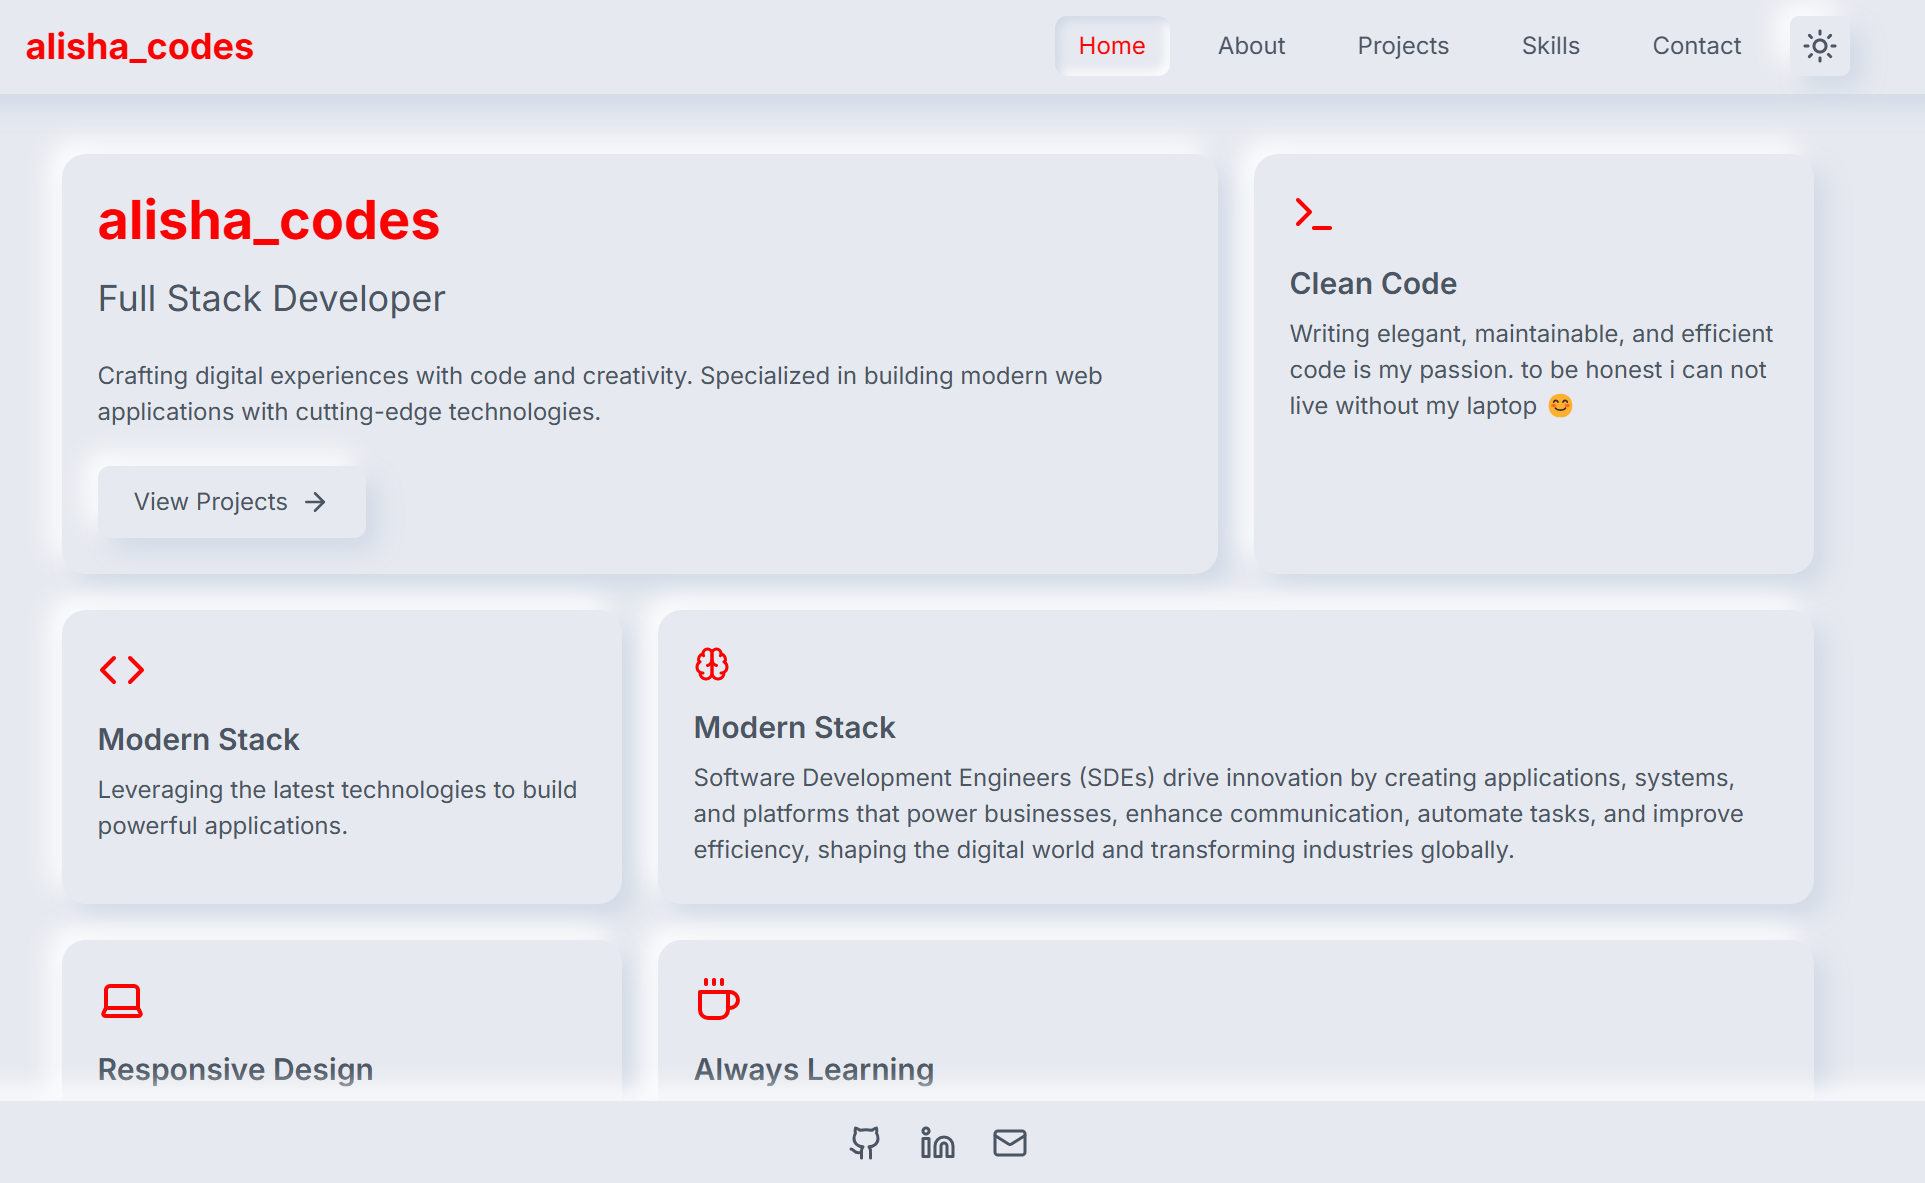 alisha_codes
Home
About
Projects
Skills
Contact
alisha_codes
Full Stack Developer
Crafting digital experiences with code and creativity. Specialized in building modern web
applications with cutting-edge technologies.
View Projects
Clean Code
Writing elegant, maintainable, and efficient
code is my passion. to be honest i can not
live without my laptop 😊
Modern Stack
Leveraging the latest technologies to build
powerful applications.
Modern Stack
Software Development Engineers (SDEs) drive innovation by creating applications, systems,
and platforms that power businesses, enhance communication, automate tasks, and improve
efficiency, shaping the digital world and transforming industries globally.
Responsive Design
Always Learning